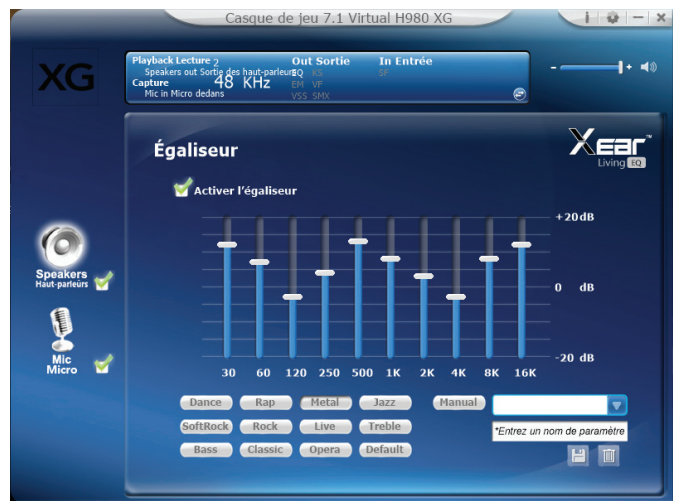 Casque de jeu 7.1 Virtual H980 XG
XG
Playback Lecture 2
Speakers out Sortie des haut-parleurs
Capture
48 KHz
Mic in Micro dedans
Out Sortie
EQ KS
EM VF
VSS SMX
In Entrée
SF
- +
Égaliseur
Xear™
Living EQ
Activer l'égaliseur
+20dB
0 dB
-20 dB
30 60 120 250 500 1K 2K 4K 8K 16K
Speakers
Haut-parleurs
Mic
Micro
Dance Rap Metal Jazz Manual
SoftRock Rock Live Treble
*Entrez un nom de paramètre
Bass Classic Opera Default